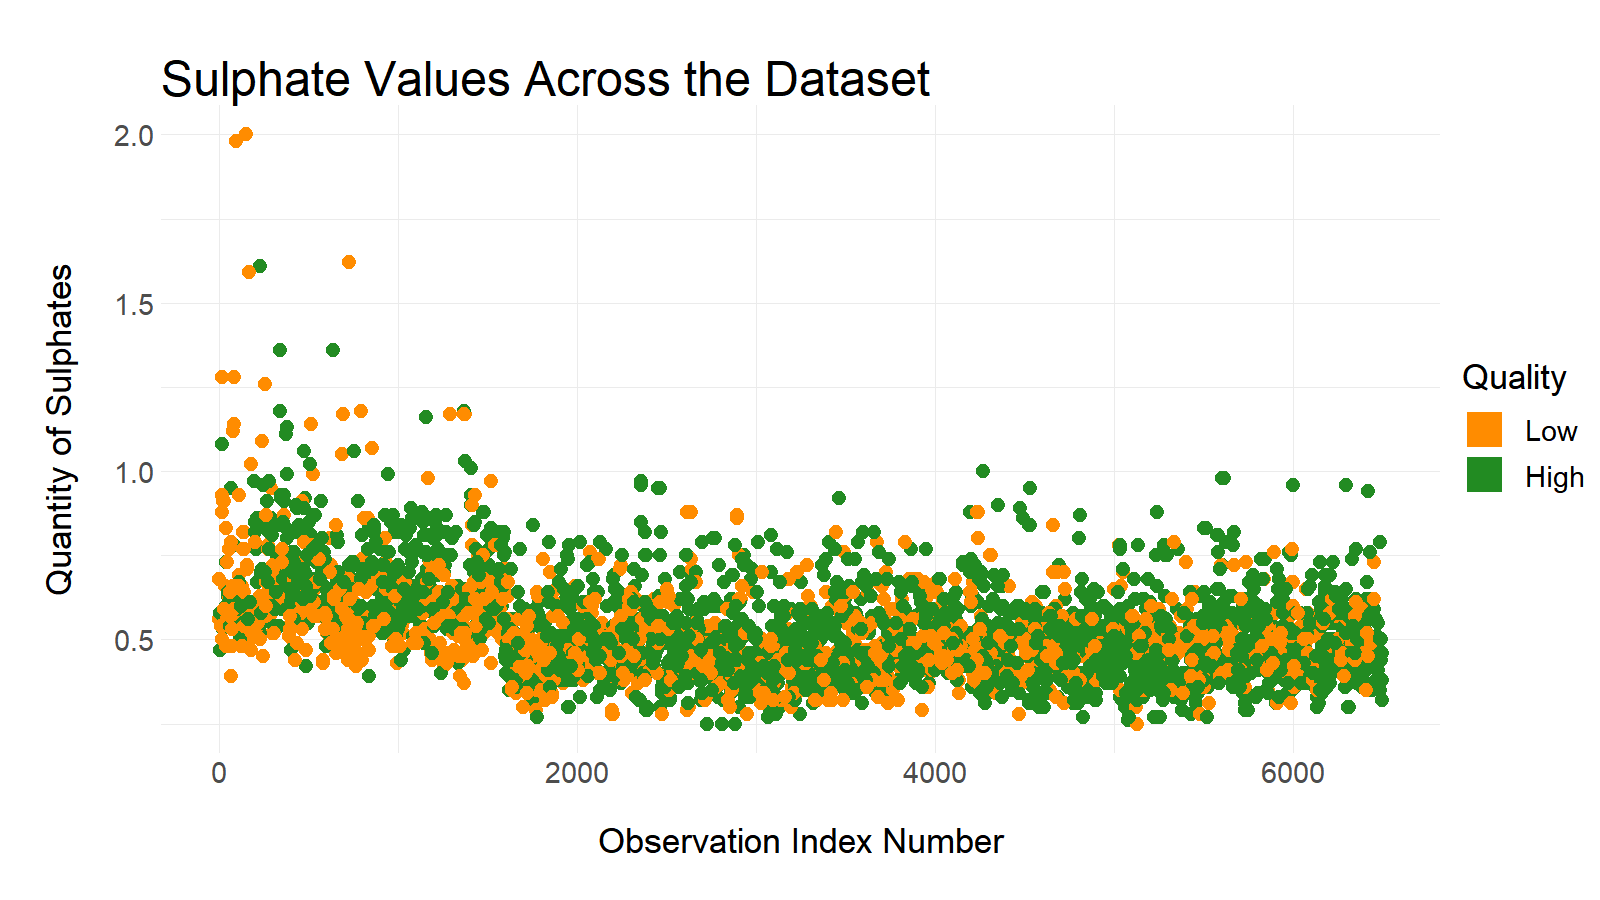 Sulphate Values Across the Dataset
Quantity of Sulphates
2.0
1.5
1.0
0.5
0 2000 4000 6000
Observation Index Number
Quality
Low
High